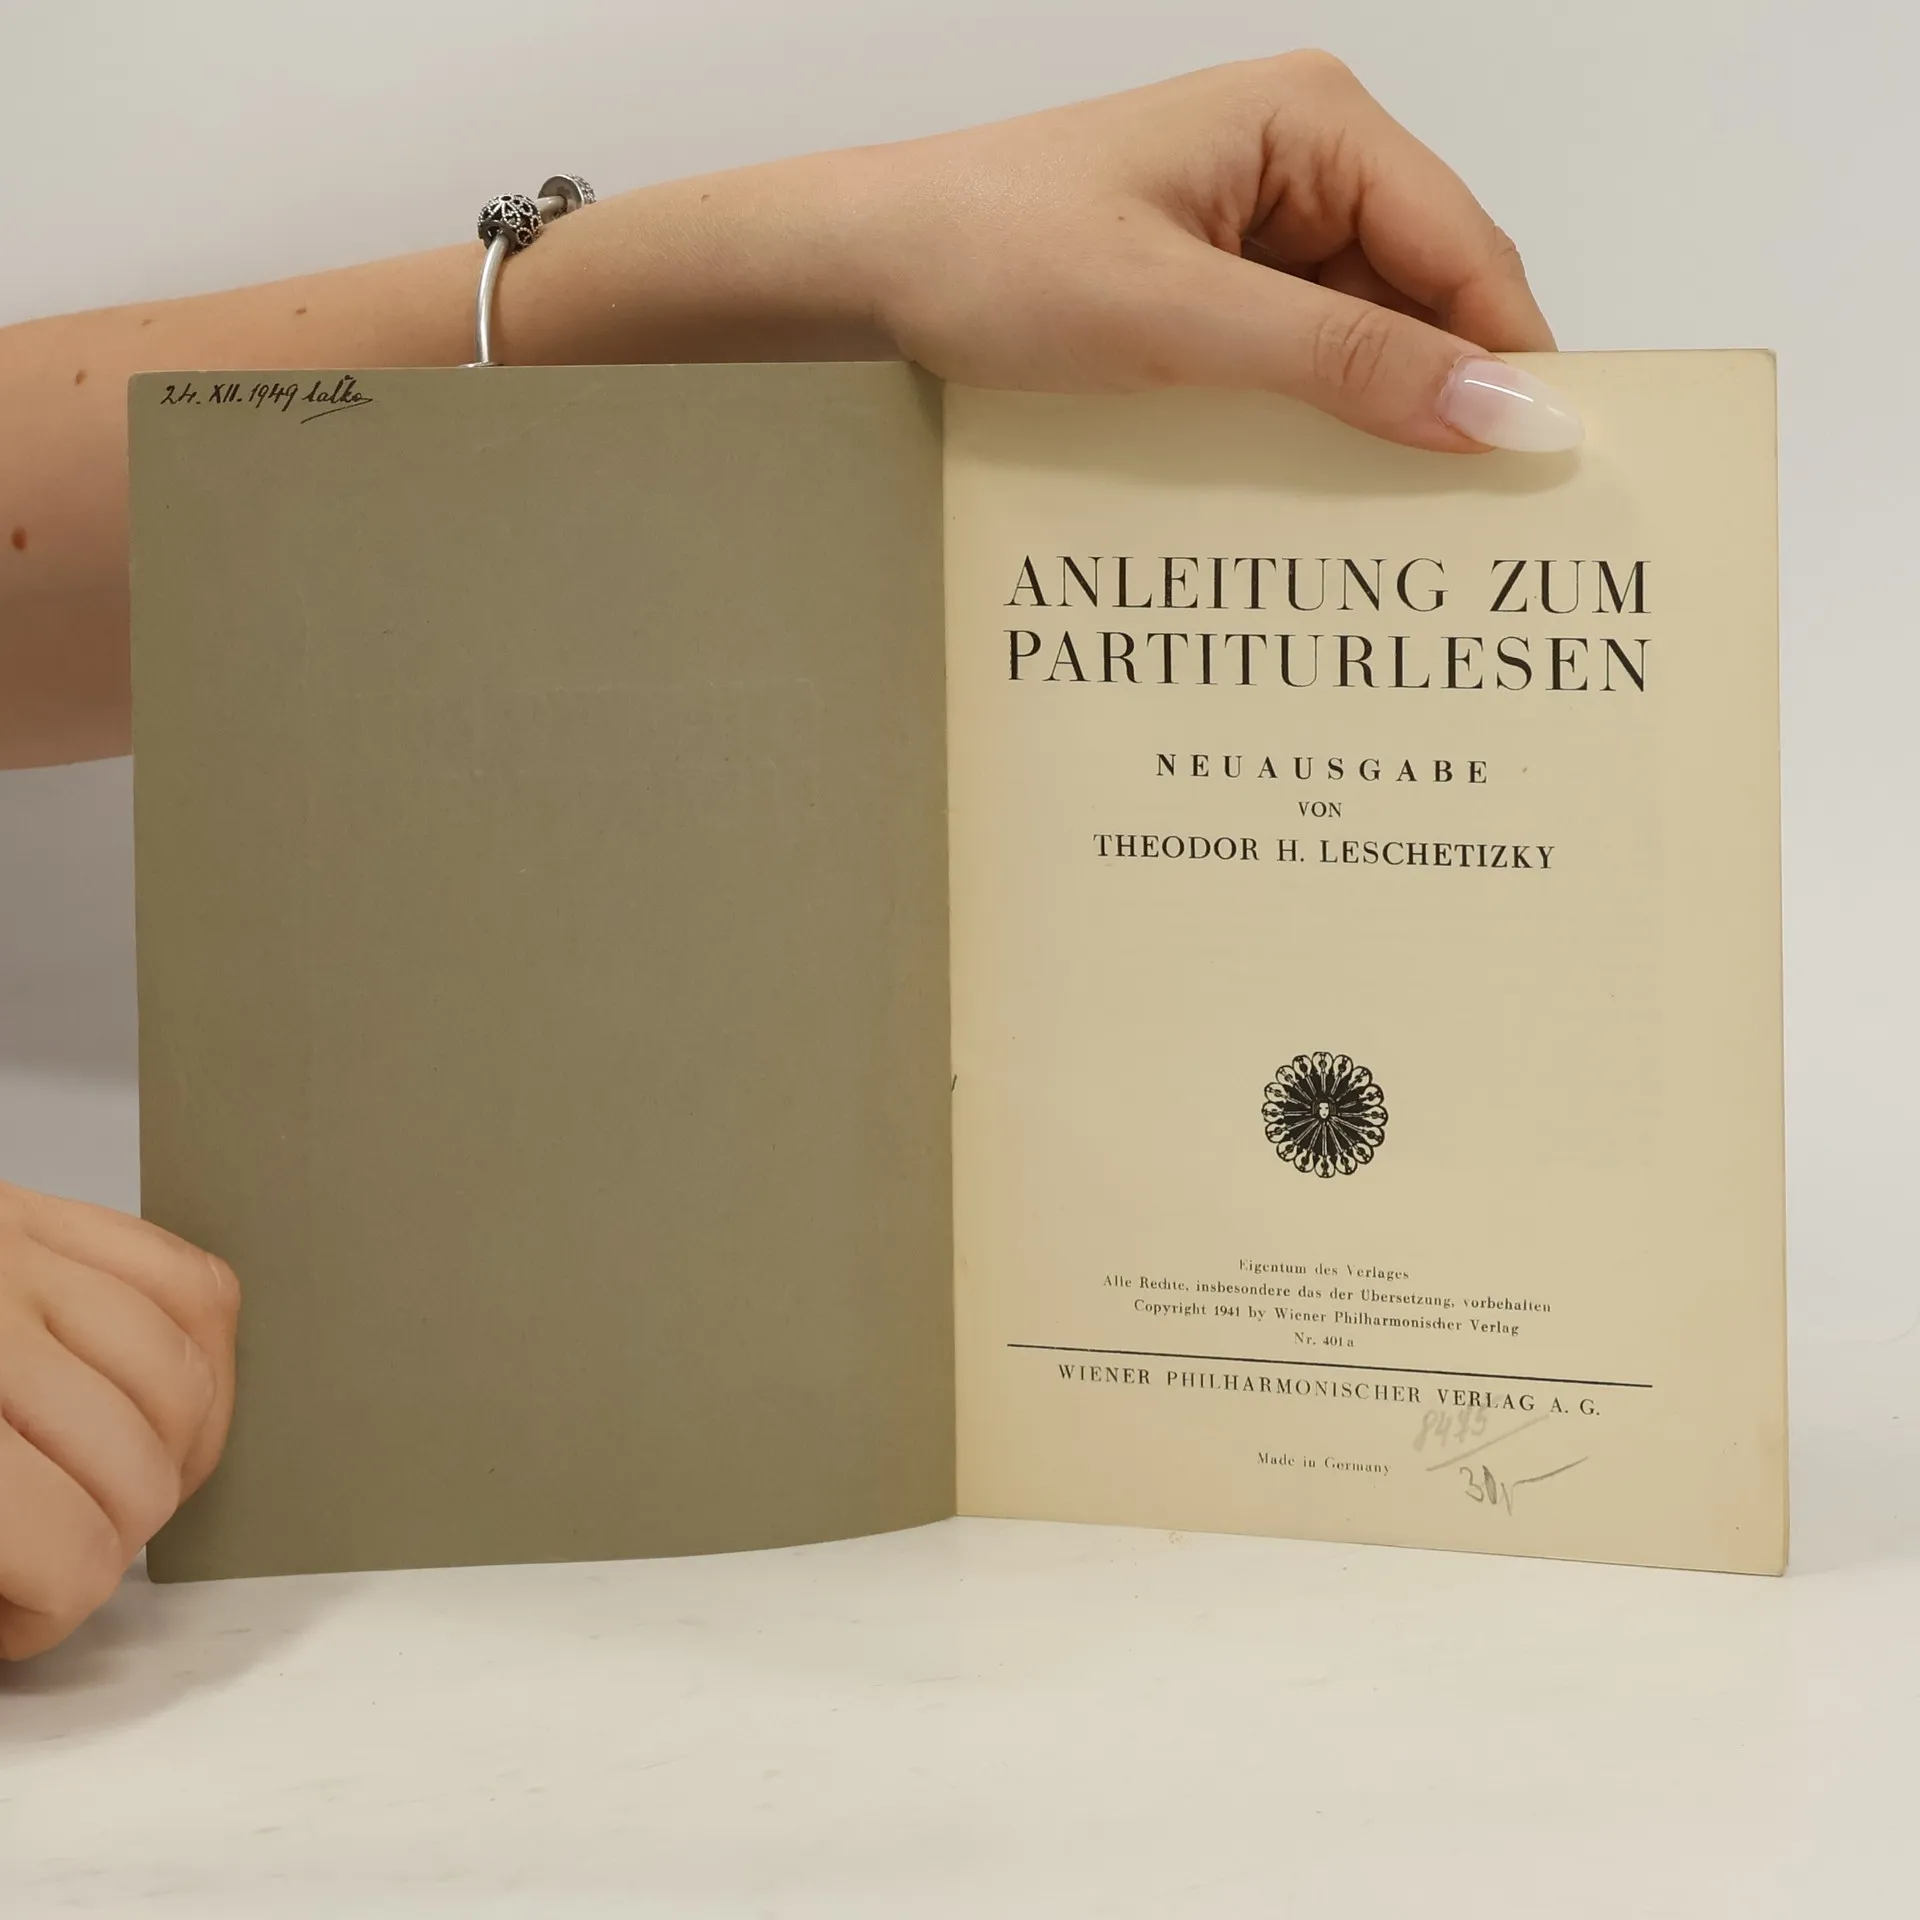 24. XII. 1949
ANLEITUNG ZUM
PARTITURLESEN
NEUAUSGABE
VON
THEODOR H. LESCHETIZKY
Eigentum des Verlages
Alle Rechte, insbesondere das der Übersetzung, vorbehalten
Copyright 1941 by Wiener Philharmonischer Verlag
Nr. 401a
WIENER PHILHARMONISCHER VERLAG A. G.
Made in Germany